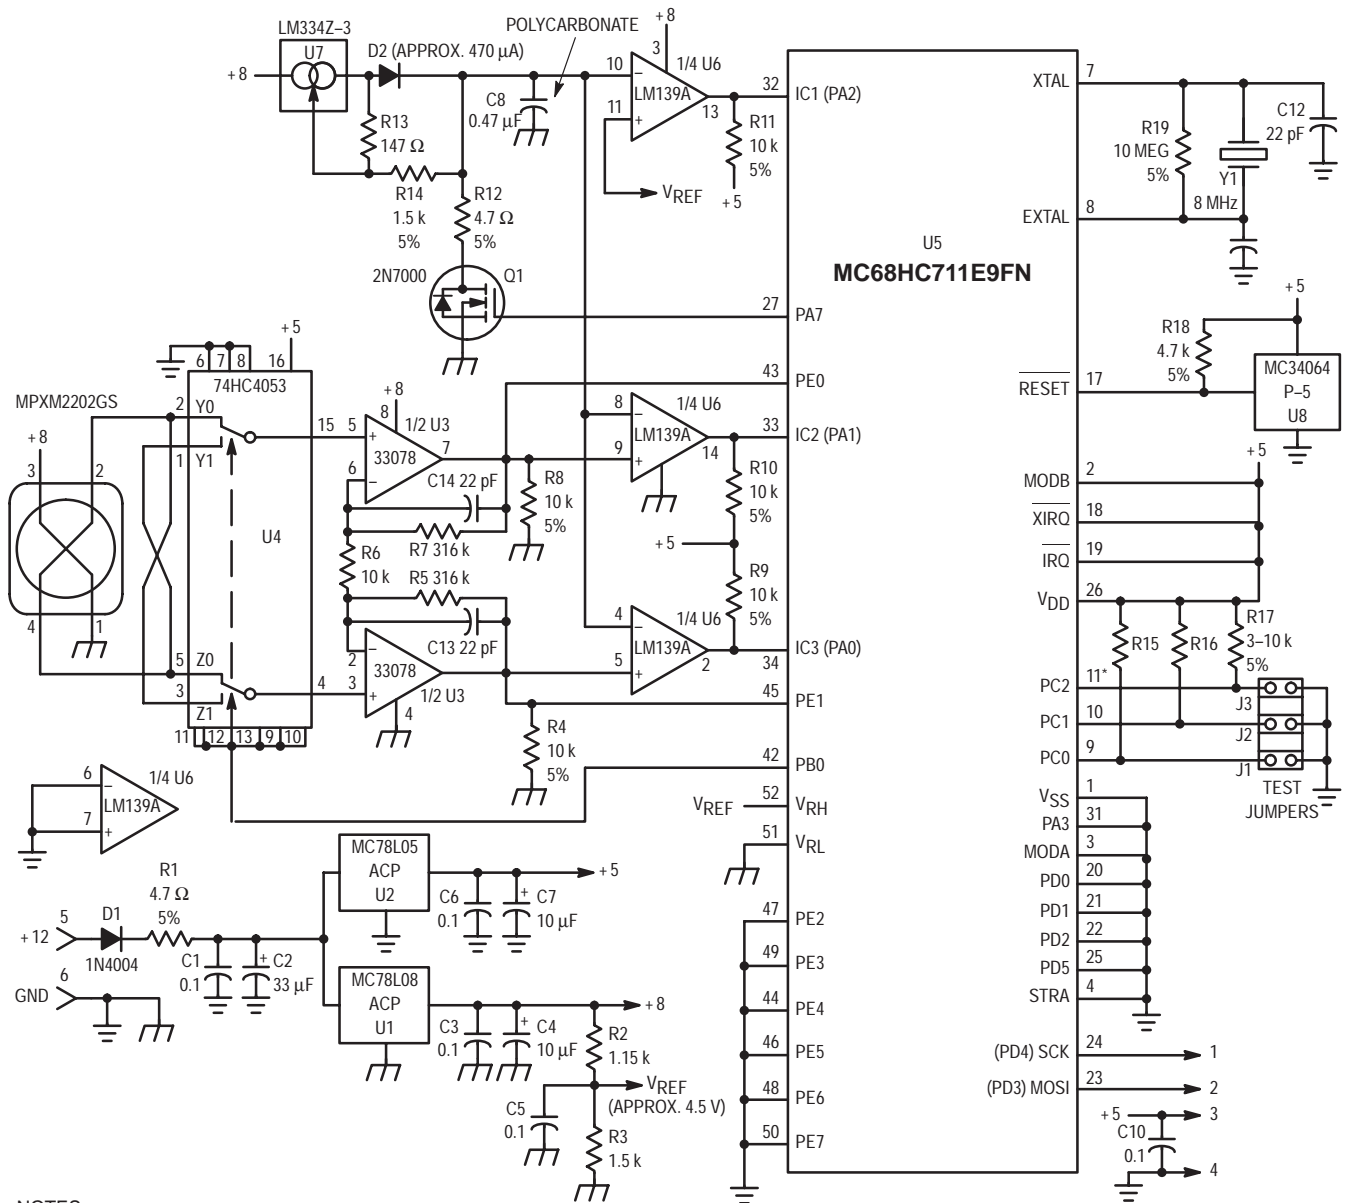 LM334Z–3
U7
+ 8
D2 (APPROX. 470 µA)
POLYCARBONATE
C8
0.47 µF
R13
147 Ω
R14
1.5 k
5%
R12
4.7 Ω
5%
2N7000
Q1
+ 8
3
10
–
11
+
1/4 U6
LM139A
13
VREF
R11
10 k
5%
+ 5
32
IC1 (PA2)
27
PA7
43
PE0
33
IC2 (PA1)
IC3 (PA0)
34
45
PE1
42
PB0
VREF
52
VRH
51
VRL
47
PE2
49
PE3
44
PE4
46
PE5
48
PE6
50
PE7
U5
MC68HC711E9FN
XTAL
7
EXTAL
8
R19
10 MEG
5%
Y1
8 MHz
C12
22 pF
+ 5
R18
4.7 k
5%
MC34064
P–5
U8
RESET
17
+ 5
MODB
2
XIRQ
18
IRQ
19
VDD
26
R15
R16
R17
3–10 k
5%
PC2
11*
J3
PC1
10
J2
PC0
9
J1
TEST
JUMPERS
VSS
1
PA3
31
MODA
3
PD0
20
PD1
21
PD2
22
PD5
25
STRA
4
(PD4) SCK
24
1
(PD3) MOSI
23
2
+ 5
3
C10
0.1
4
MPXM2202GS
+ 8
3
2
4
1
+ 5
6
7
8
16
74HC4053
2
Y0
1
Y1
15
U4
5
Z0
3
Z1
4
11
12
13
9
10
+ 8
8
5
+
6
–
1/2 U3
33078
7
C14 22 pF
R7 316 k
R6
10 k
R5 316 k
C13 22 pF
2
–
3
+
33078
1/2 U3
4
R8
10 k
5%
R4
10 k
5%
8
–
9
+
1/4 U6
LM139A
14
R10
10 k
5%
+ 5
R9
10 k
5%
4
–
5
+
1/4 U6
LM139A
2
6
–
7
+
1/4 U6
LM139A
R1
4.7 Ω
5%
5
+ 12
D1
1N4004
6
GND
C1
0.1
+
C2
33 µF
MC78L05
ACP
U2
C6
0.1
+
C7
10 µF
+ 5
MC78L08
ACP
U1
C3
0.1
+
C4
10 µF
+ 8
R2
1.15 k
VREF
(APPROX. 4.5 V)
C5
0.1
R3
1.5 k